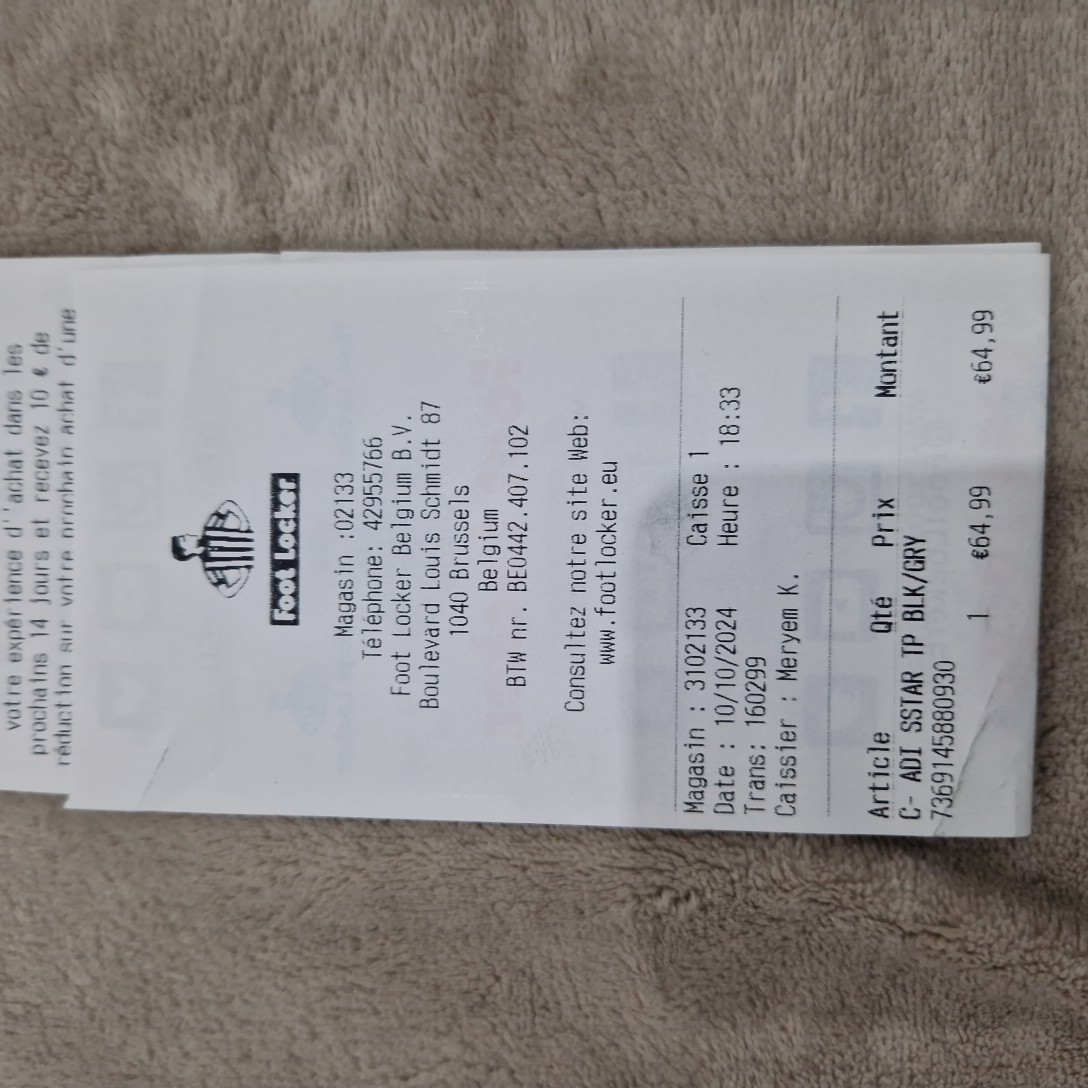 votre expérience d''achat dans les
prochains 14 jours et recevez 10 € de
réduction sur votre prochain achat d'une
Foot Locker
Magasin :02133
Téléphone: 42955766
Foot Locker Belgium B.V.
Boulevard Louis Schmidt 87
1040 Brussels
Belgium
BTW nr. BE0442.407.102
Consultez notre site Web:
www.footlocker.eu
Magasin : 3102133 Caisse 1
Date : 10/10/2024 Heure : 18:33
Trans: 160299
Caissier : Meryem K.
Article Qté Prix Montant
C- ADI SSTAR TP BLK/GRY
7369145880930
1 €64,99 €64,99